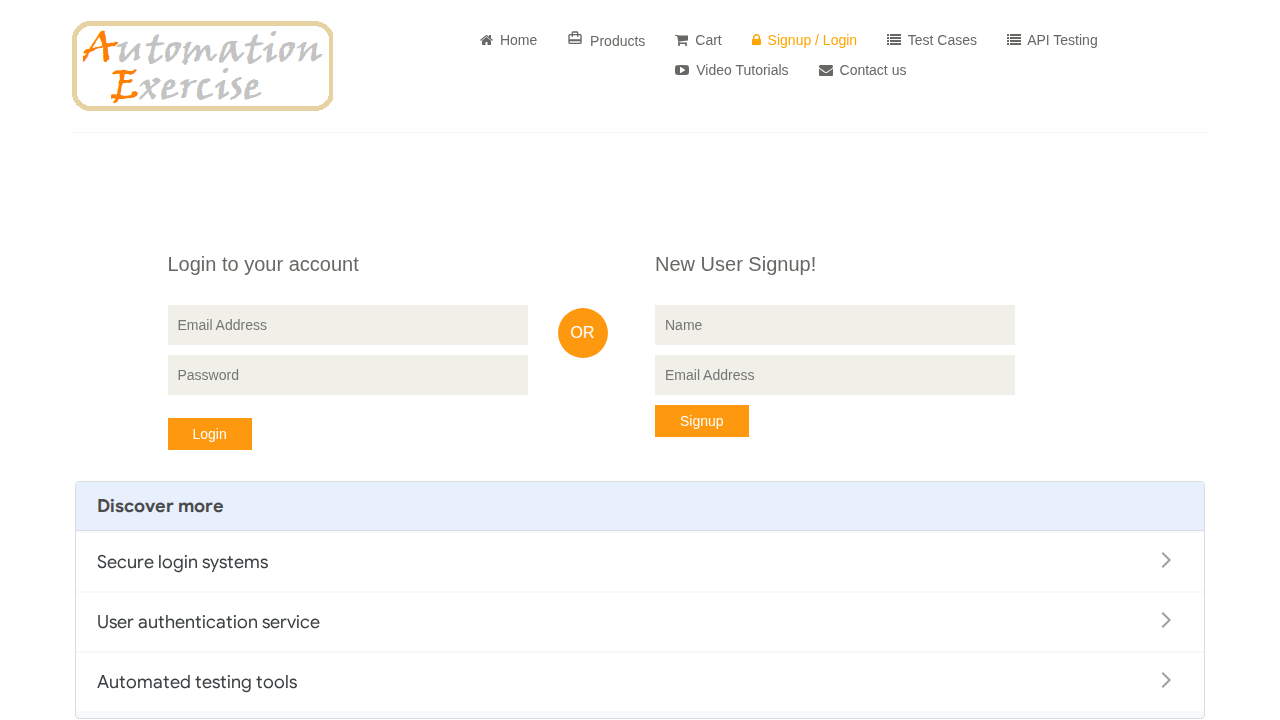 Automation
Exercise
Home
Products
Cart
Signup / Login
Test Cases
API Testing
Video Tutorials
Contact us
Login to your account
Email Address
Password
Login
OR
New User Signup!
Name
Email Address
Signup
Discover more
Secure login systems
User authentication service
Automated testing tools